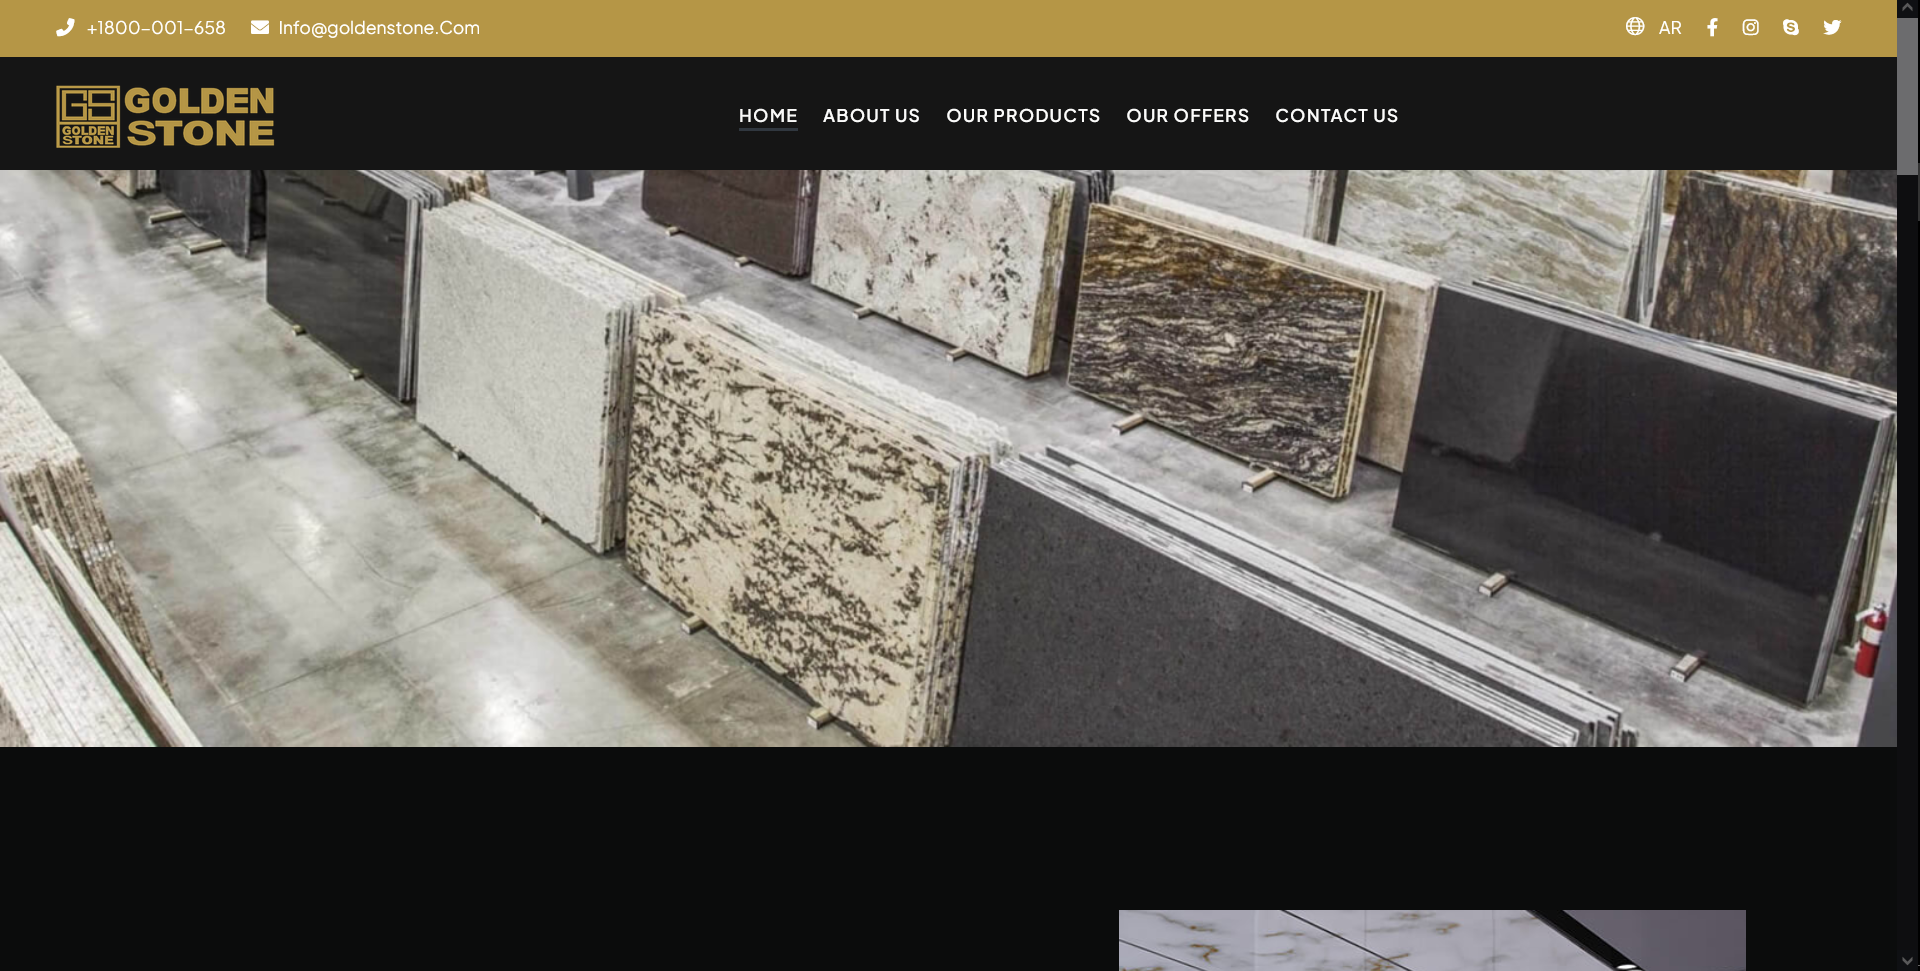 +1800-001-658
Info@goldenstone.Com
AR
GS
GOLDEN
STONE
GOLDEN
STONE
HOME
ABOUT US
OUR PRODUCTS
OUR OFFERS
CONTACT US